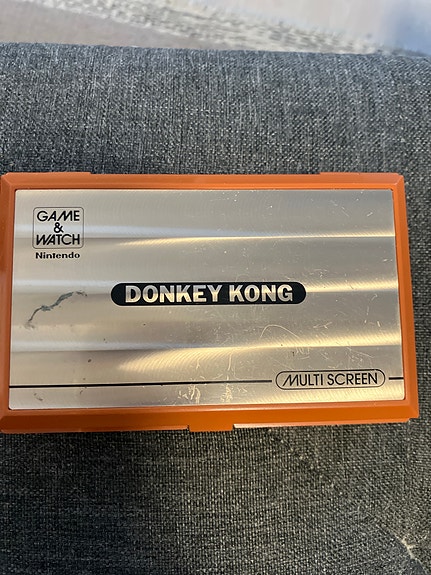 GAME
&
WATCH
Nintendo
DONKEY KONG
MULTI SCREEN